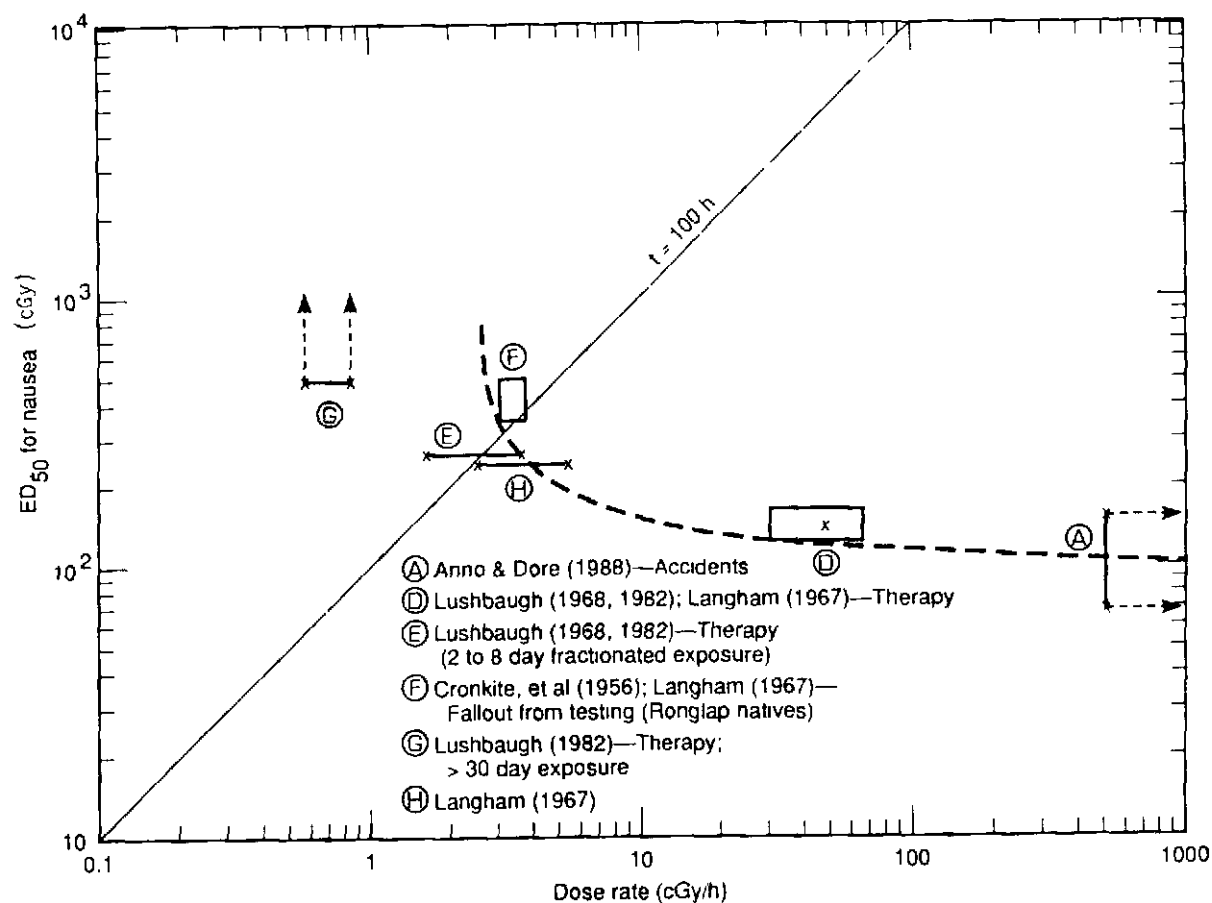 10^4
10^3
10^2
10
ED50 for nausea (cGy)
t = 100 h
F
E
G
H
D
A
A Anno & Dore (1988)—Accidents
D Lushbaugh (1968, 1982); Langham (1967)—Therapy
E Lushbaugh (1968, 1982)—Therapy
(2 to 8 day fractionated exposure)
F Cronkite, et al (1956); Langham (1967)—
Fallout from testing (Ronglap natives)
G Lushbaugh (1982)—Therapy;
> 30 day exposure
H Langham (1967)
0.1
1
10
100
1000
Dose rate (cGy/h)